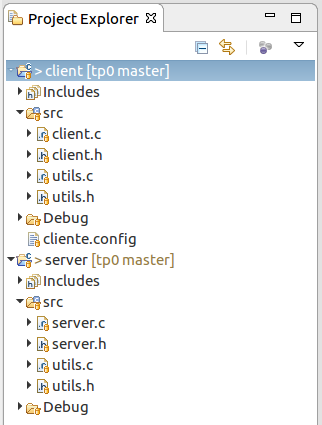 Project Explorer
> client [tp0 master]
Includes
src
client.c
client.h
utils.c
utils.h
Debug
cliente.config
> server [tp0 master]
Includes
src
server.c
server.h
utils.c
utils.h
Debug